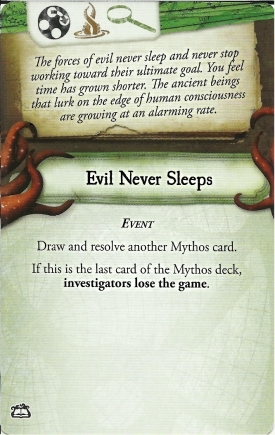 The forces of evil never sleep and never stop
working toward their ultimate goal. You feel
time has grown shorter. The ancient beings
that lurk on the edge of human consciousness
are growing at an alarming rate.
Evil Never Sleeps
EVENT
Draw and resolve another Mythos card.
If this is the last card of the Mythos deck,
investigators lose the game.